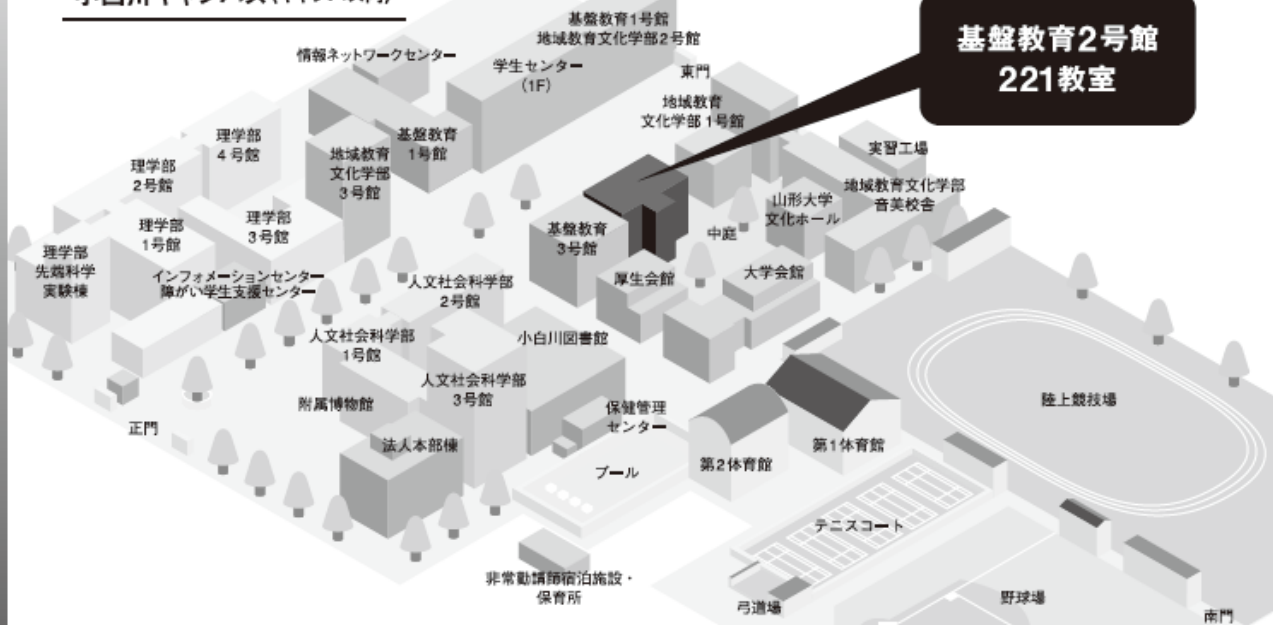 基盤教育1号館
地域教育文化学部2号館
基盤教育2号館
221教室
情報ネットワークセンター
学生センター
(1F)
東門
地域教育
文化学部1号館
理学部
4号館
基盤教育
1号館
実習工場
地域教育
文化学部
3号館
理学部
2号館
地域教育文化学部
音美校舎
山形大学
文化ホール
理学部
1号館
理学部
3号館
基盤教育
3号館
中庭
理学部
先端科学
実験棟
インフォメーションセンター
障がい学生支援センター
人文社会科学部
2号館
厚生会館
大学会館
人文社会科学部
1号館
小白川図書館
人文社会科学部
3号館
附属博物館
保健管理
センター
陸上競技場
正門
法人本部棟
第1体育館
第2体育館
プール
テニスコート
非常勤講師宿泊施設・
保育所
弓道場
野球場
南門